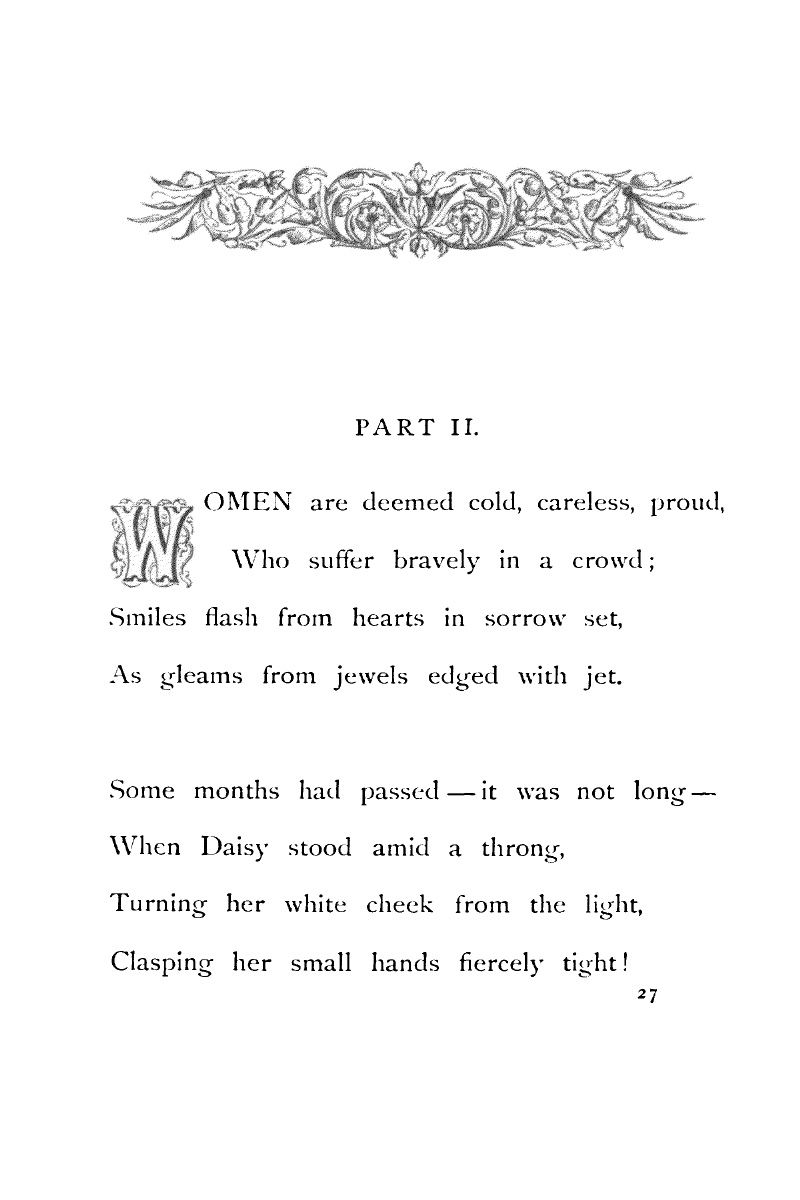 PART II.
WOMEN are deemed cold, careless, proud,
Who suffer bravely in a crowd;
Smiles flash from hearts in sorrow set,
As gleams from jewels edged with jet.
Some months had passed—it was not long—
When Daisy stood amid a throng,
Turning her white cheek from the light,
Clasping her small hands fiercely tight!
27